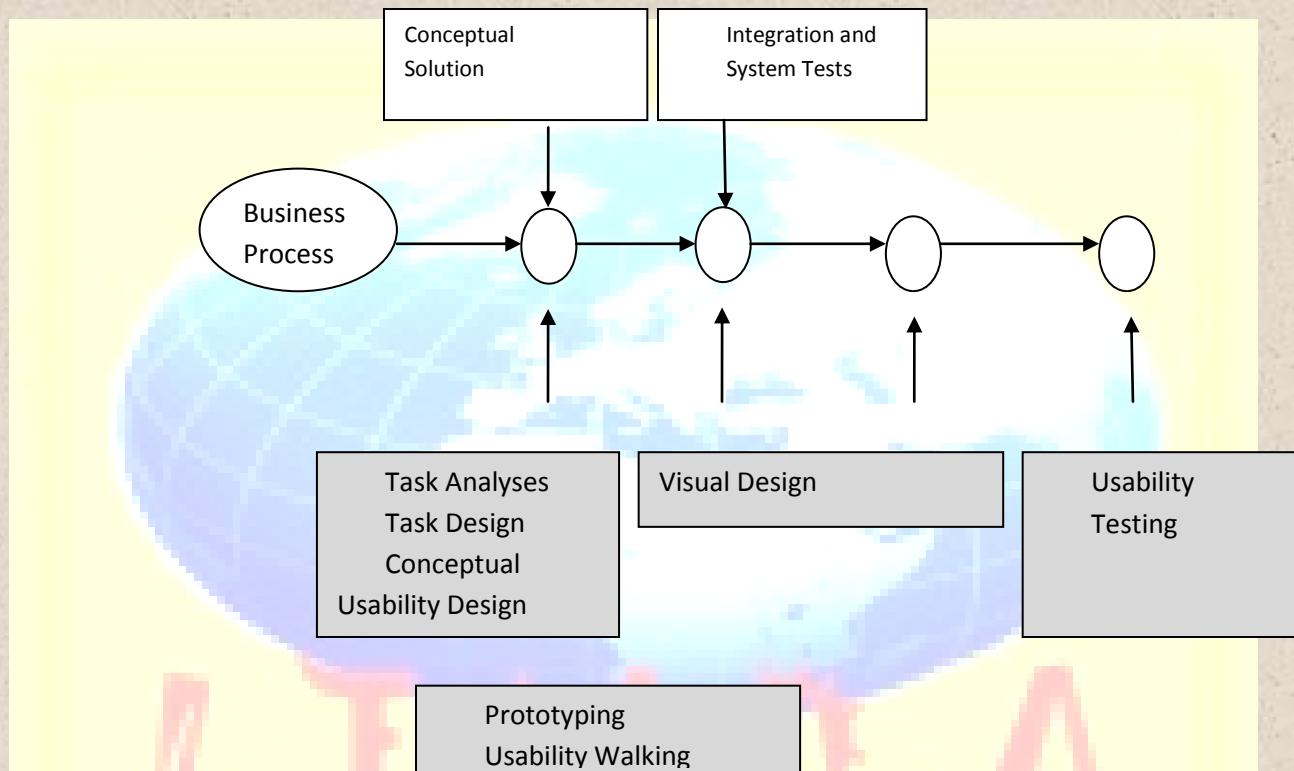 Conceptual
Solution
Integration and
System Tests
Business
Process
Task Analyses
Task Design
Conceptual
Usability Design
Visual Design
Usability
Testing
Prototyping
Usability Walking